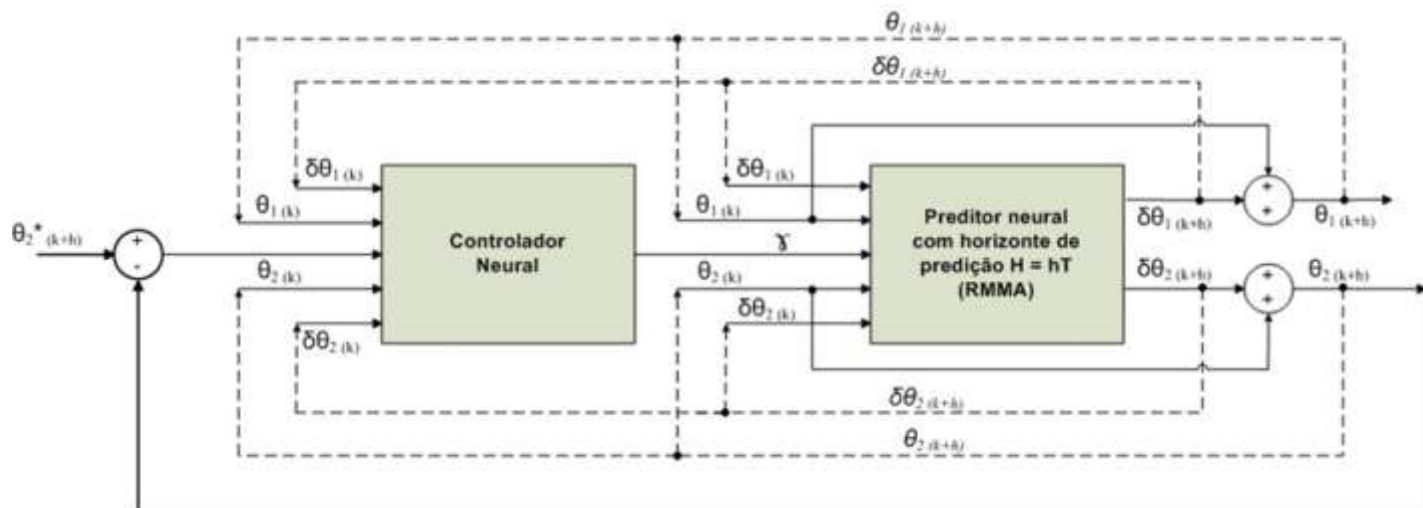 θ1(k+h)
δθ1(k+h)
δθ1(k)
δθ1(k)
θ1(k)
θ1(k)
δθ1(k+h)
θ1(k+h)
θ2*(k+h)
+
-
Controlador
Neural
ɣ
Preditor neural
com horizonte de
predição H = hT
(RMMA)
+
+
θ2(k)
θ2(k)
δθ2(k+h)
θ2(k+h)
+
+
δθ2(k)
δθ2(k)
δθ2(k+h)
θ2(k+h)